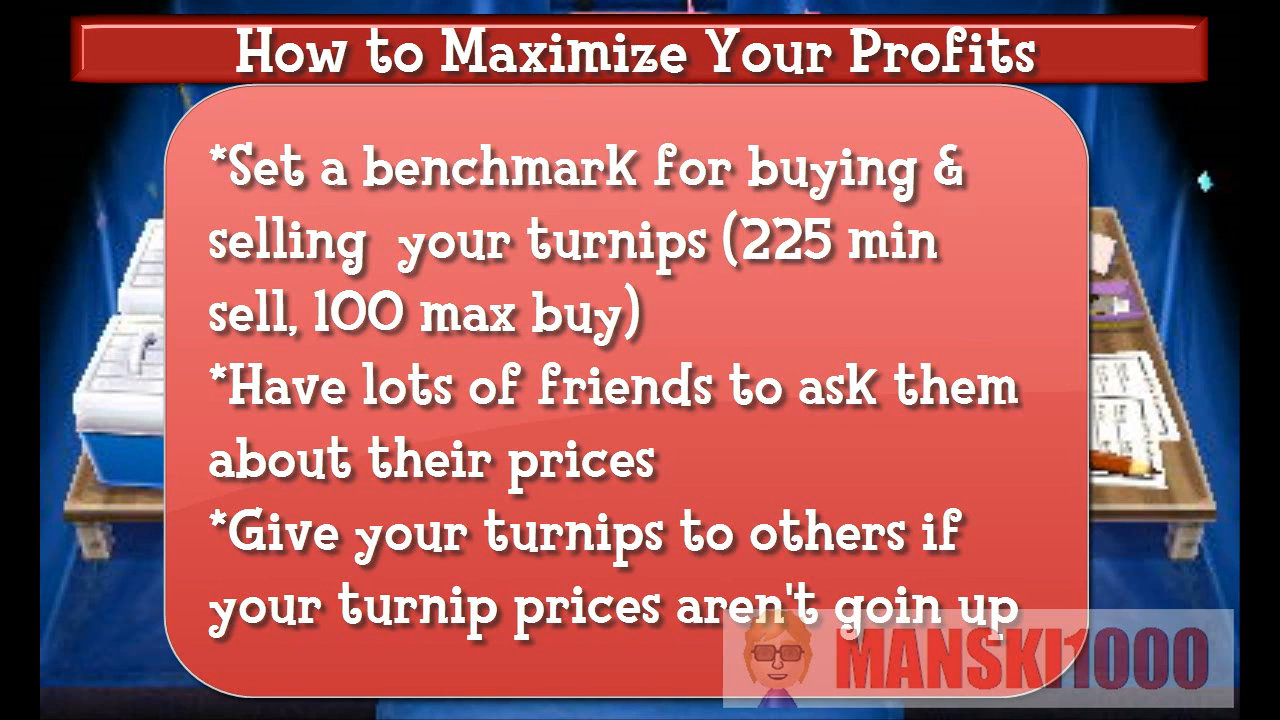 How to Maximize Your Profits
*Set a benchmark for buying &
selling your turnips (225 min
sell, 100 max buy)
*Have lots of friends to ask them
about their prices
*Give your turnips to others if
your turnip prices aren't goin up
MANSKI1000